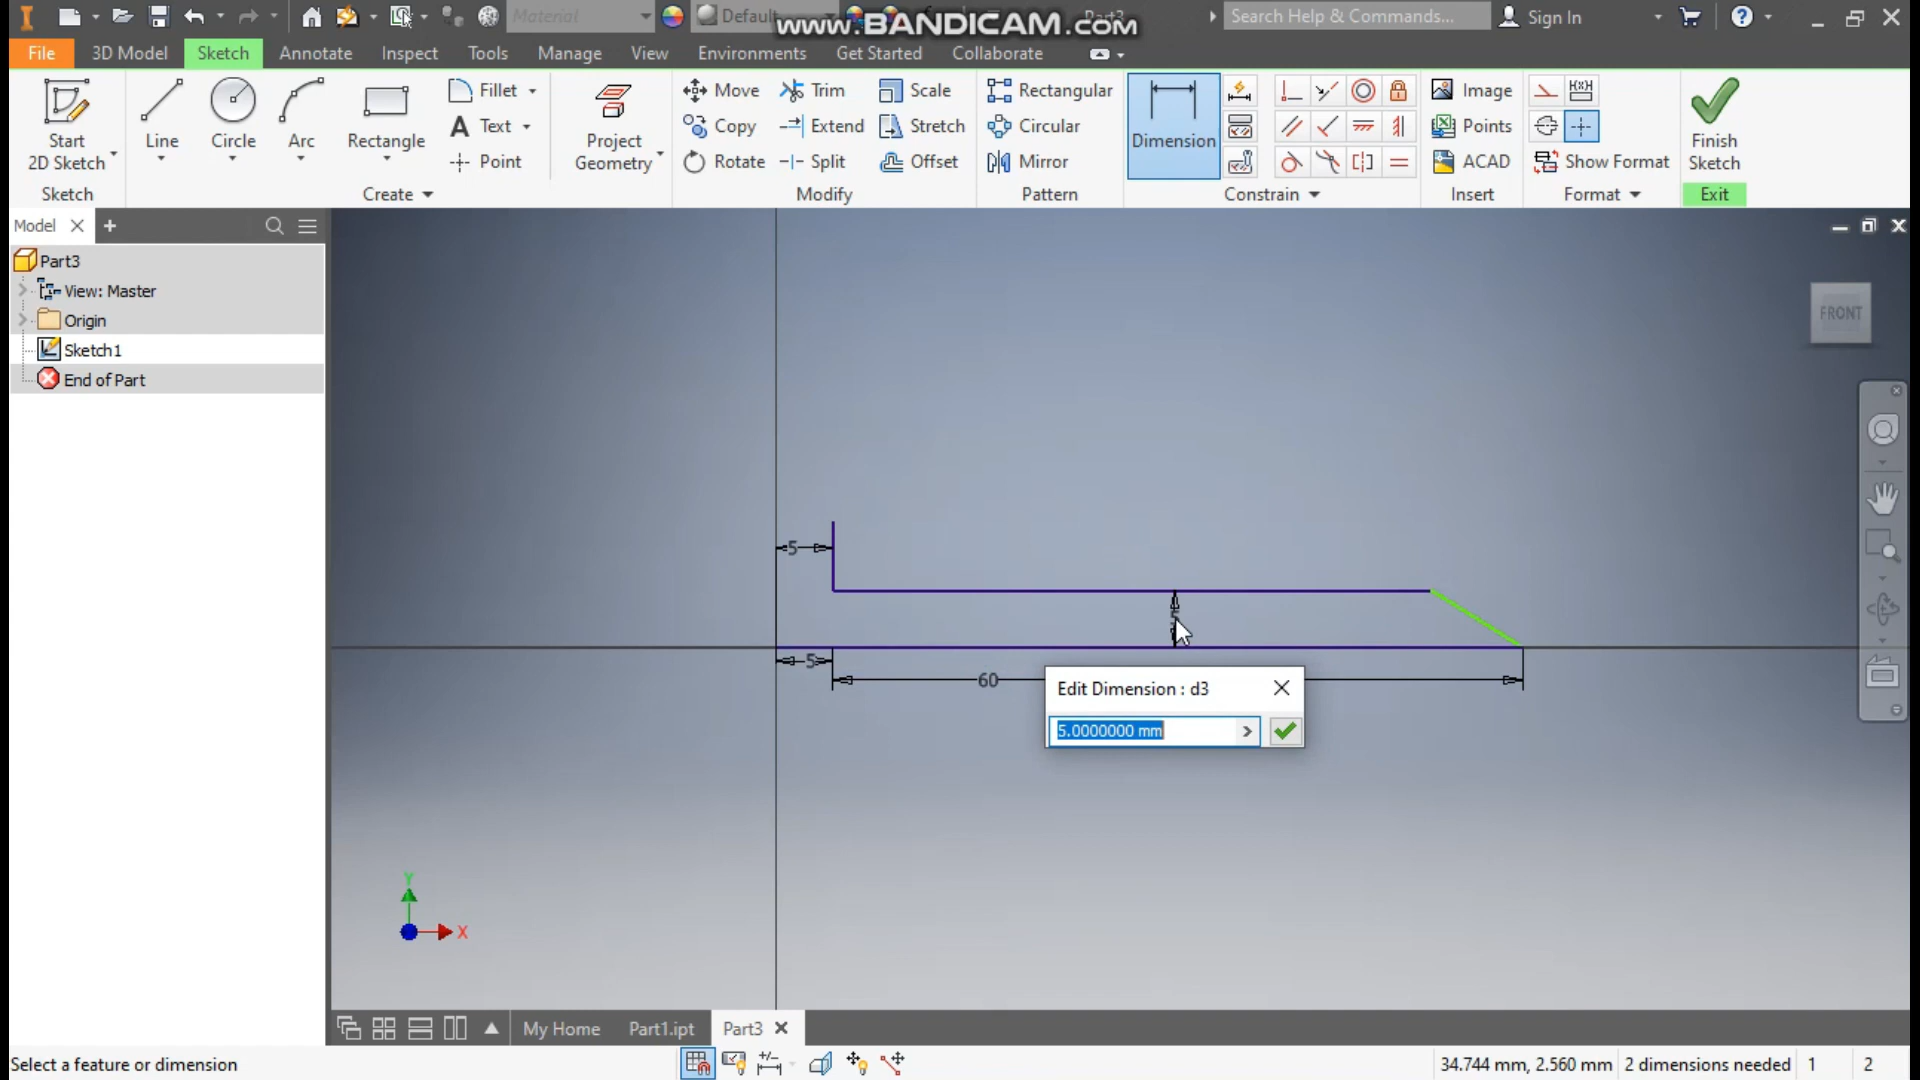 Material
Default
www.BANDICAM.com
Search Help & Commands...
Sign In
File
3D Model
Sketch
Annotate
Inspect
Tools
Manage
View
Environments
Get Started
Collaborate
Start
2D Sketch
Line
Circle
Arc
Rectangle
Fillet
Text
Point
Project
Geometry
Move
Copy
Rotate
Trim
Extend
Split
Scale
Stretch
Offset
Rectangular
Circular
Mirror
Dimension
Image
Points
ACAD
Show Format
Finish
Sketch
Sketch
Create
Modify
Pattern
Constrain
Insert
Format
Exit
Model
Part3
View: Master
Origin
Sketch1
End of Part
FRONT
5
5
60
Edit Dimension : d3
5.0000000 mm
Y
X
My Home
Part1.ipt
Part3
Select a feature or dimension
34.744 mm, 2.560 mm
2 dimensions needed
1
2